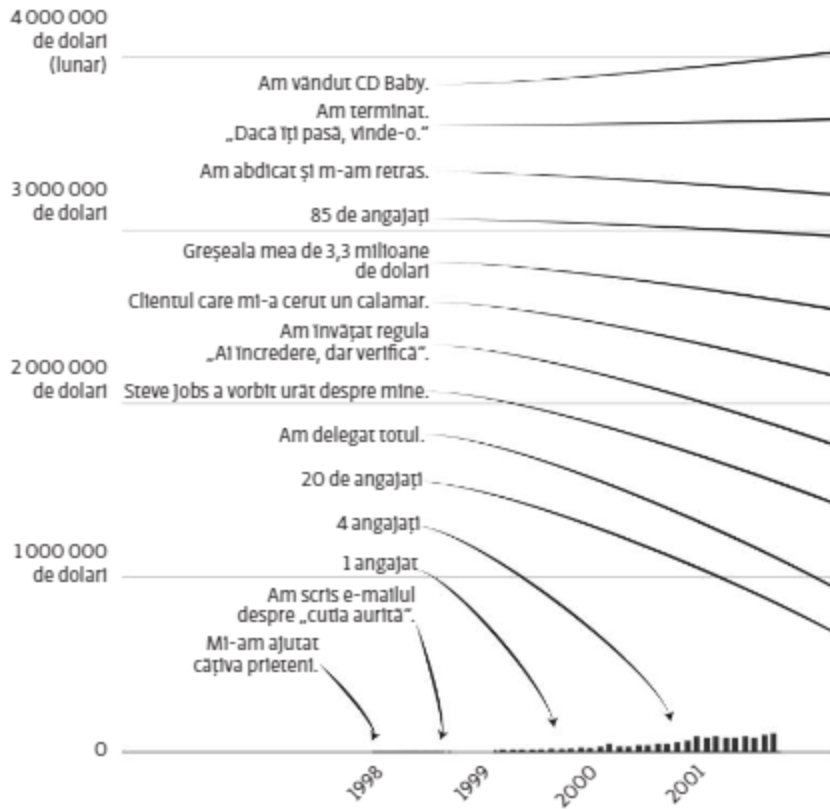 4 000 000
de dolari
(lunar)
Am vândut CD Baby.
Am terminat.
„Dacă îți pasă, vinde-o.”
Am abdicat și m-am retras.
3 000 000
de dolari
85 de angajați
Greșeala mea de 3,3 milioane
de dolari
Clientul care mi-a cerut un calamar.
Am învățat regula
„Ai încredere, dar verifică”.
2 000 000
de dolari
Steve Jobs a vorbit urât despre mine.
Am delegat totul.
20 de angajați
4 angajați
1 000 000
de dolari
1 angajat
Am scris e-mailul
despre „cutia aurită”.
Mi-am ajutat
câțiva prieteni.
0
1998
1999
2000
2001